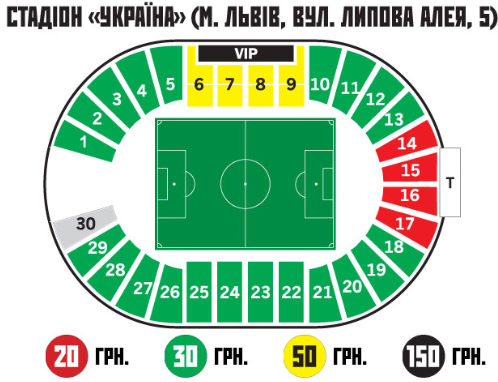 СТАДІОН «УКРАЇНА» (М. ЛЬВІВ, ВУЛ. ЛИПОВА АЛЕЯ, 5)
VIP
1 2 3 4 5 6 7 8 9 10 11 12 13
14
15
Т
16
17
30
29 28 27 26 25 24 23 22 21 20 19 18
20 ГРН. 30 ГРН. 50 ГРН. 150 ГРН.